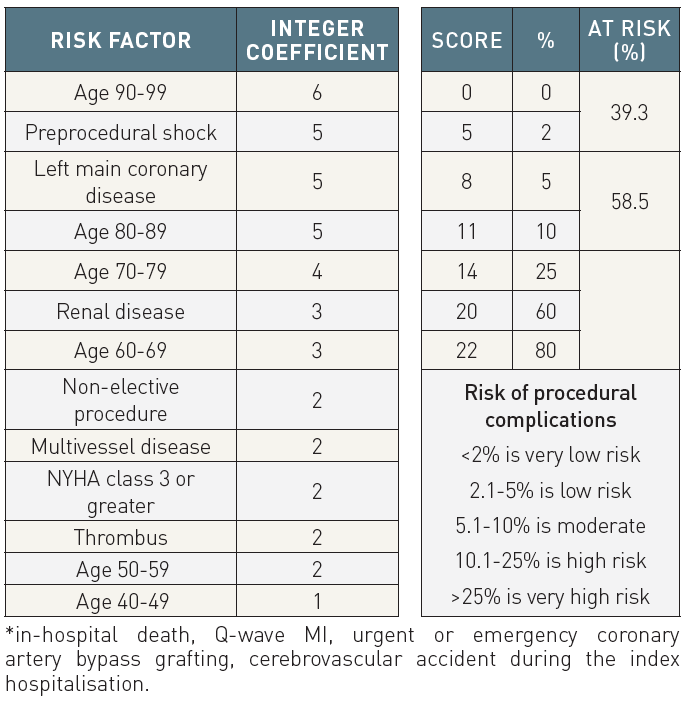 RISK FACTOR
INTEGER
COEFFICIENT
Age 90-99
6
Preprocedural shock
5
Left main coronary
disease
5
Age 80-89
5
Age 70-79
4
Renal disease
3
Age 60-69
3
Non-elective
procedure
2
Multivessel disease
2
NYHA class 3 or
greater
2
Thrombus
2
Age 50-59
2
Age 40-49
1
SCORE
%
AT RISK
(%)
0
0
39.3
5
2
8
5
58.5
11
10
14
25
20
60
22
80
Risk of procedural
complications
<2% is very low risk
2.1-5% is low risk
5.1-10% is moderate
10.1-25% is high risk
>25% is very high risk
*in-hospital death, Q-wave MI, urgent or emergency coronary
artery bypass grafting, cerebrovascular accident during the index
hospitalisation.